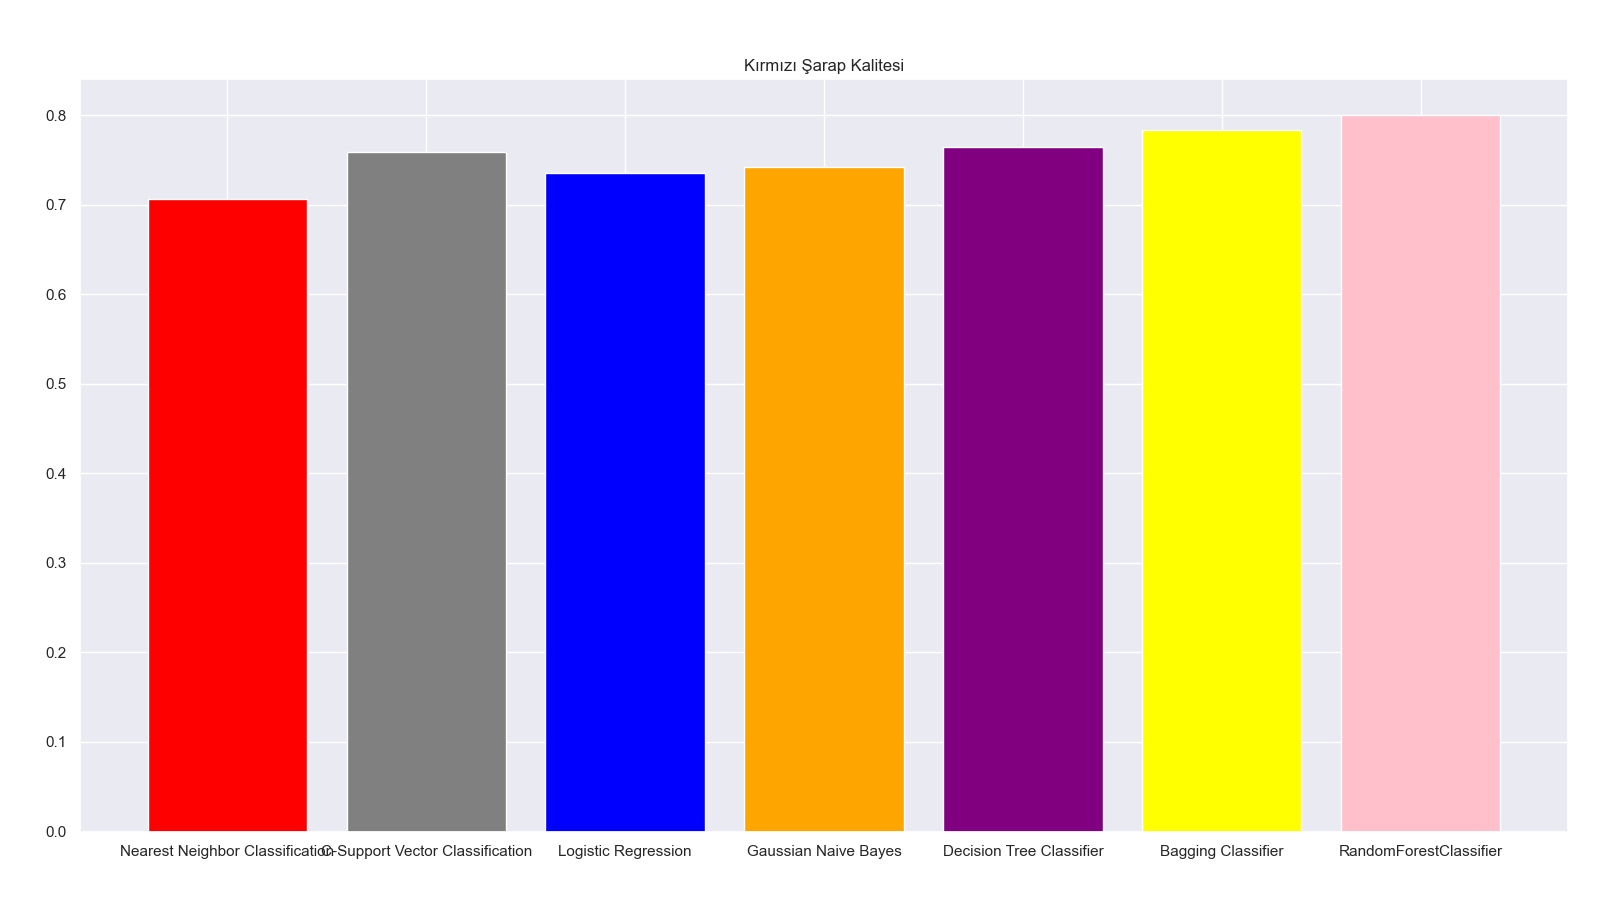 Kırmızı Şarap Kalitesi
0.8
0.7
0.6
0.5
0.4
0.3
0.2
0.1
0.0
Nearest Neighbor Classification
C-Support Vector Classification
Logistic Regression
Gaussian Naive Bayes
Decision Tree Classifier
Bagging Classifier
RandomForestClassifier